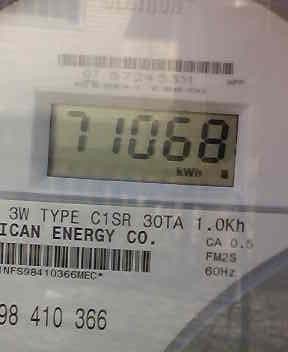 71068
kWh
3W TYPE C1SR 30TA 1.0Kh
ICAN ENERGY CO.
CA 0.5
FM2S
60Hz
INFS98410366MEC*
98 410 366